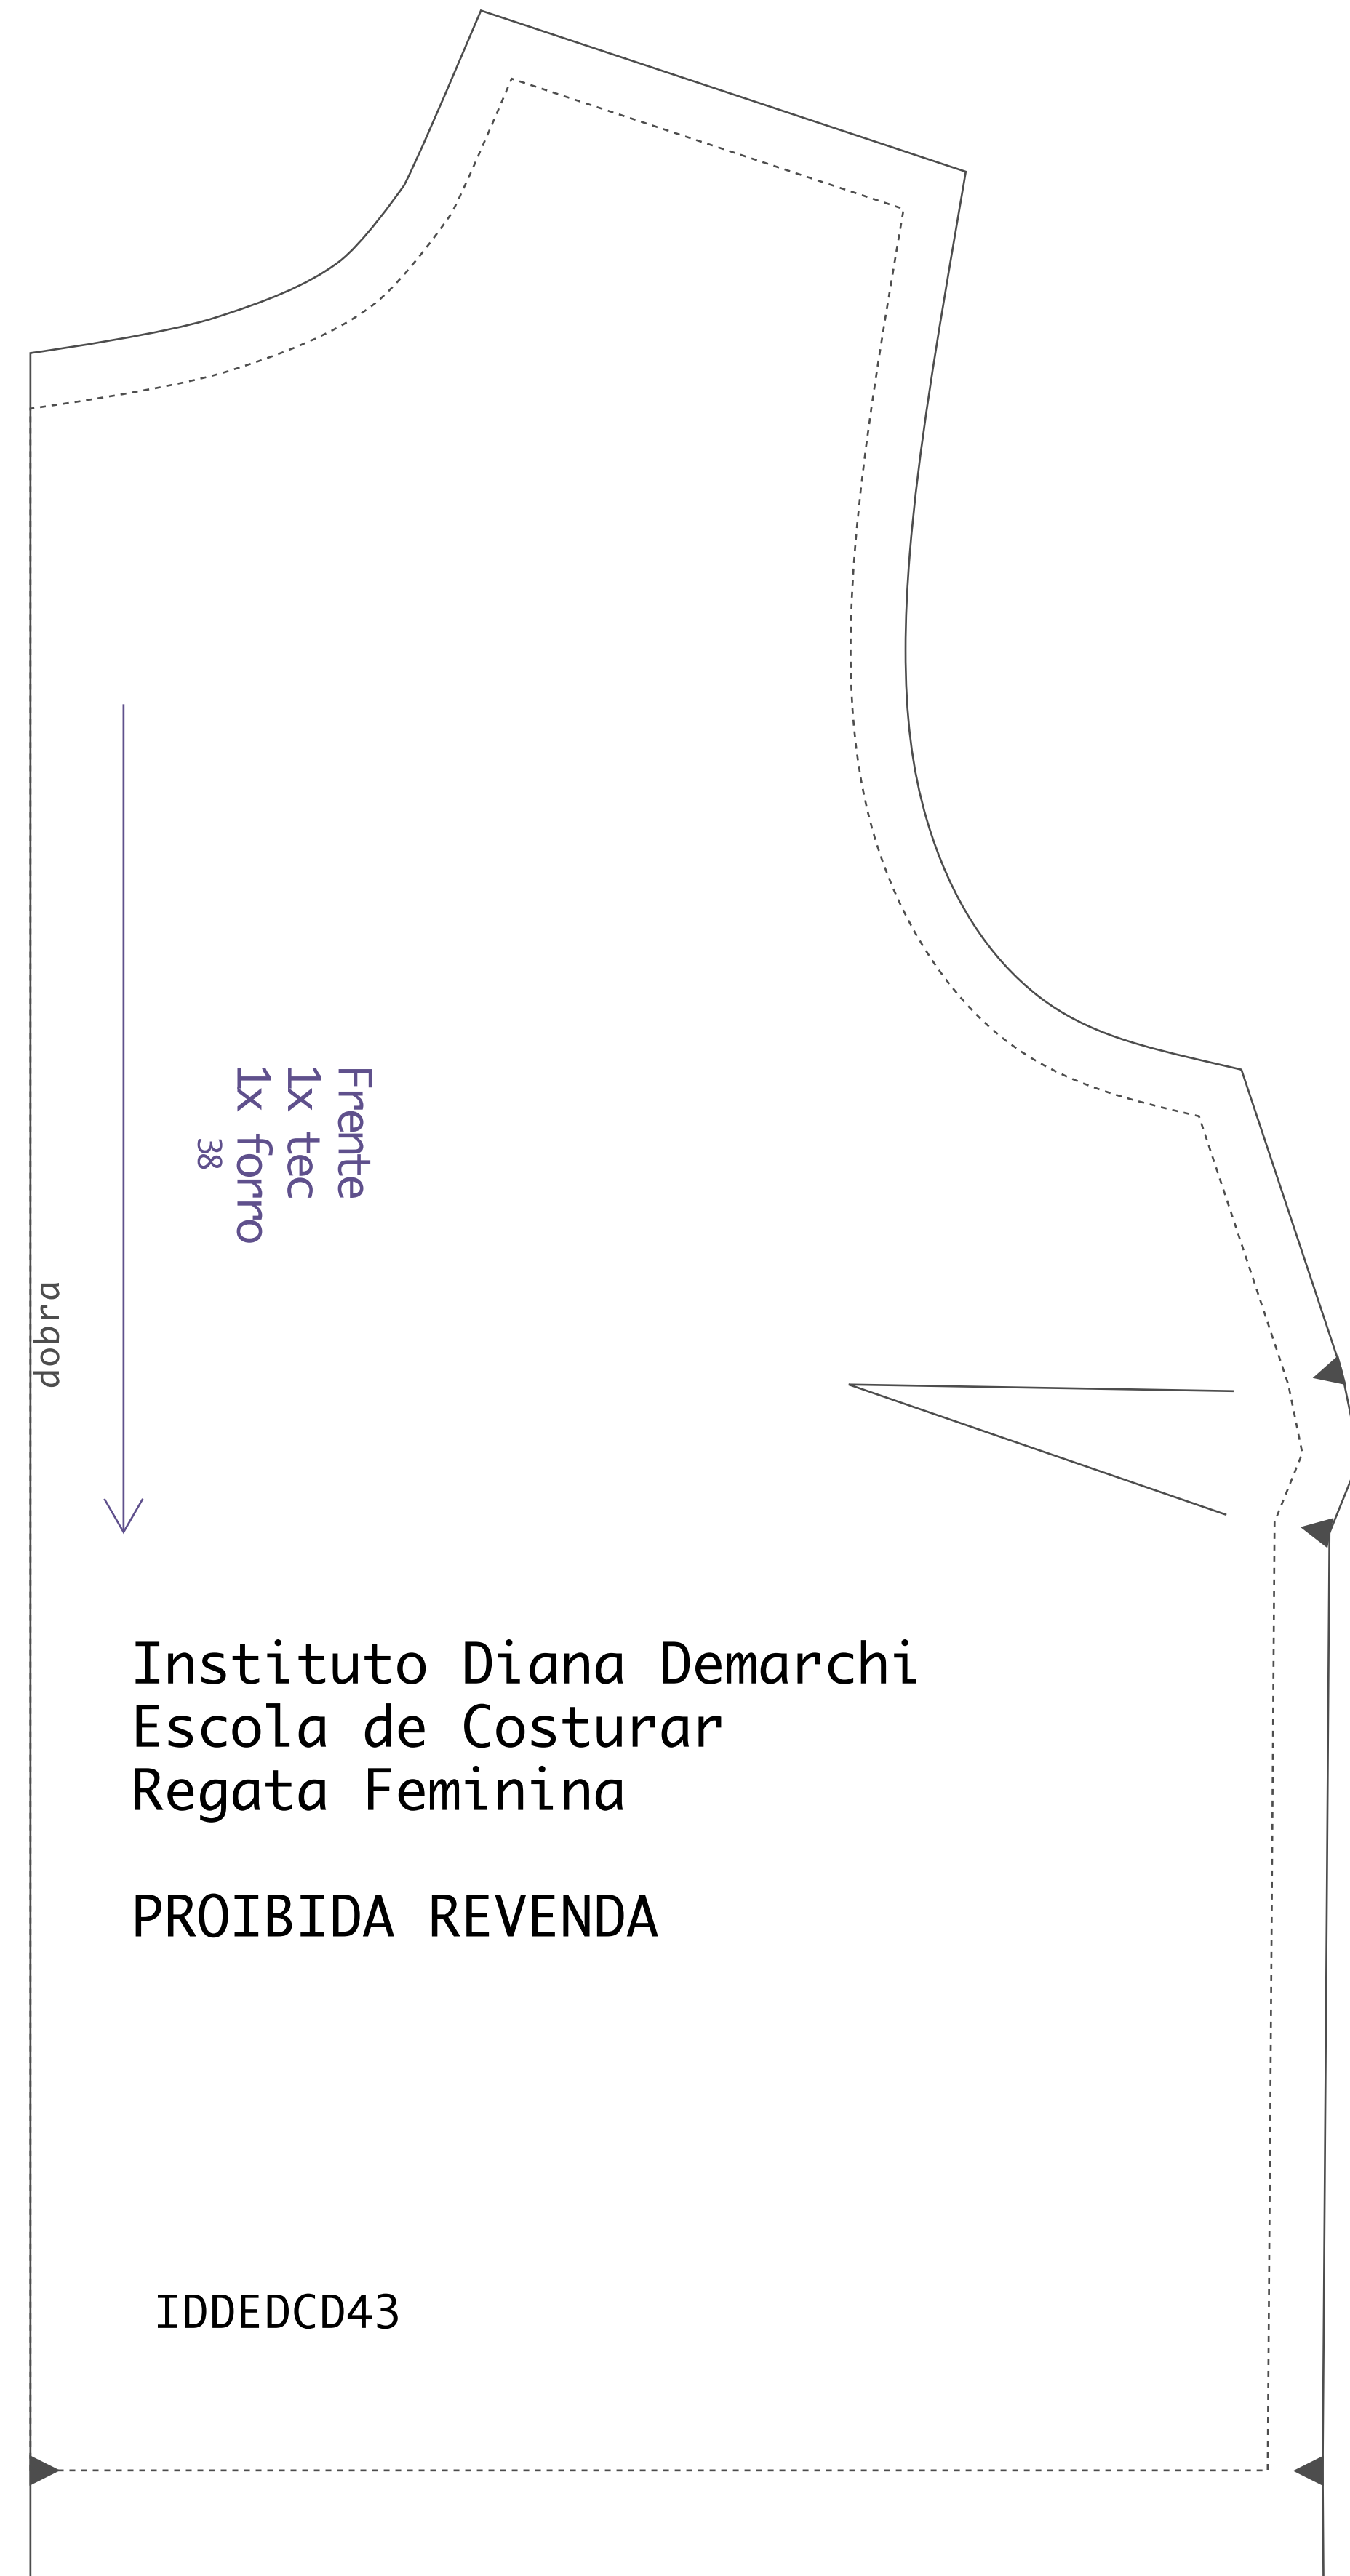 Frente
1x tec
1x forro
38
dobra
Instituto Diana Demarchi
Escola de Costurar
Regata Feminina
PROIBIDA REVENDA
IDDEDCD43